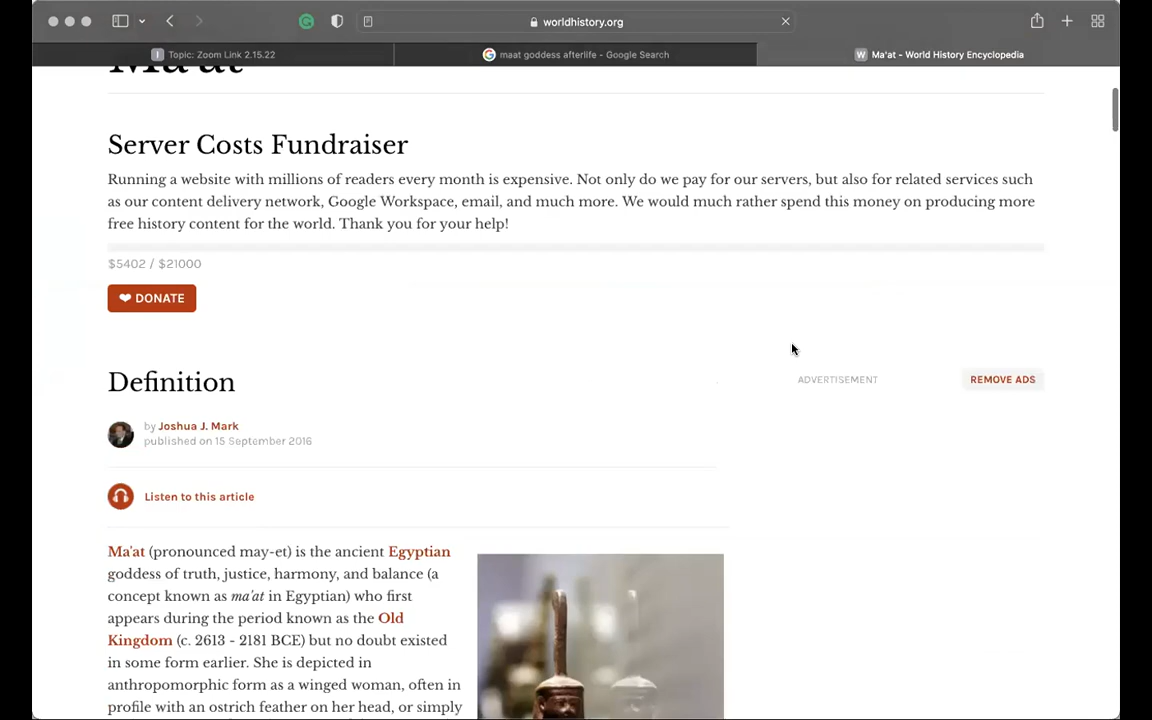 worldhistory.org
Topic: Zoom Link 2.15.22
maat goddess afterlife - Google Search
Ma'at - World History Encyclopedia
Ma'at
Server Costs Fundraiser
Running a website with millions of readers every month is expensive. Not only do we pay for our servers, but also for related services such
as our content delivery network, Google Workspace, email, and much more. We would much rather spend this money on producing more
free history content for the world. Thank you for your help!
$5402 / $21000
DONATE
Definition
ADVERTISEMENT
REMOVE ADS
by Joshua J. Mark
published on 15 September 2016
Listen to this article
Ma'at (pronounced may-et) is the ancient Egyptian
goddess of truth, justice, harmony, and balance (a
concept known as ma'at in Egyptian) who first
appears during the period known as the Old
Kingdom (c. 2613 - 2181 BCE) but no doubt existed
in some form earlier. She is depicted in
anthropomorphic form as a winged woman, often in
profile with an ostrich feather on her head, or simply